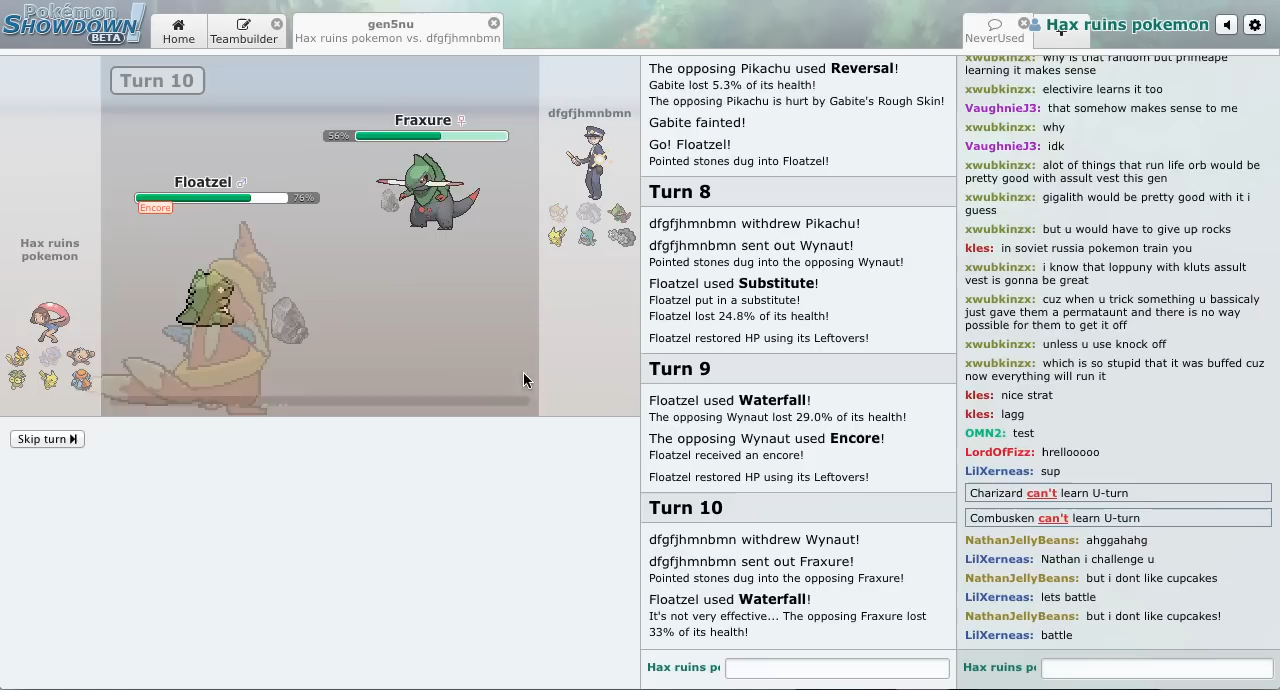 Pokémon
SHOWDOWN!
BETA
Home
Teambuilder
gen5nu
Hax ruins pokemon vs. dfgfjhmnbmn
NeverUsed
Hax ruins pokemon
Turn 10
Fraxure ♀
56%
Floatzel ♂
76%
Encore
Hax ruins
pokemon
dfgfjhmnbmn
Skip turn
The opposing Pikachu used Reversal!
Gabite lost 5.3% of its health!
The opposing Pikachu is hurt by Gabite's Rough Skin!
Gabite fainted!
Go! Floatzel!
Pointed stones dug into Floatzel!
Turn 8
dfgfjhmnbmn withdrew Pikachu!
dfgfjhmnbmn sent out Wynaut!
Pointed stones dug into the opposing Wynaut!
Floatzel used Substitute!
Floatzel put in a substitute!
Floatzel lost 24.8% of its health!
Floatzel restored HP using its Leftovers!
Turn 9
Floatzel used Waterfall!
The opposing Wynaut lost 29.0% of its health!
The opposing Wynaut used Encore!
Floatzel received an encore!
Floatzel restored HP using its Leftovers!
Turn 10
dfgfjhmnbmn withdrew Wynaut!
dfgfjhmnbmn sent out Fraxure!
Pointed stones dug into the opposing Fraxure!
Floatzel used Waterfall!
It's not very effective... The opposing Fraxure lost
33% of its health!
Hax ruins p
xwubkinzx: why is that random but primeape
learning it makes sense
xwubkinzx: electivire learns it too
VaughnieJ3: that somehow makes sense to me
xwubkinzx: why
VaughnieJ3: idk
xwubkinzx: alot of things that run life orb would be
pretty good with assult vest this gen
xwubkinzx: gigalith would be pretty good with it i
guess
xwubkinzx: but u would have to give up rocks
kles: in soviet russia pokemon train you
xwubkinzx: i know that loppuny with kluts assult
vest is gonna be great
xwubkinzx: cuz when u trick something u bassicaly
just gave them a permataunt and there is no way
possible for them to get it off
xwubkinzx: unless u use knock off
xwubkinzx: which is so stupid that it was buffed cuz
now everything will run it
kles: nice strat
kles: lagg
OMN2: test
LordOfFizz: hrellooooo
LilXerneas: sup
Charizard can't learn U-turn
Combusken can't learn U-turn
NathanJellyBeans: ahggahahg
LilXerneas: Nathan i challenge u
NathanJellyBeans: but i dont like cupcakes
LilXerneas: lets battle
NathanJellyBeans: but i dont like cupcakes!
LilXerneas: battle
Hax ruins p